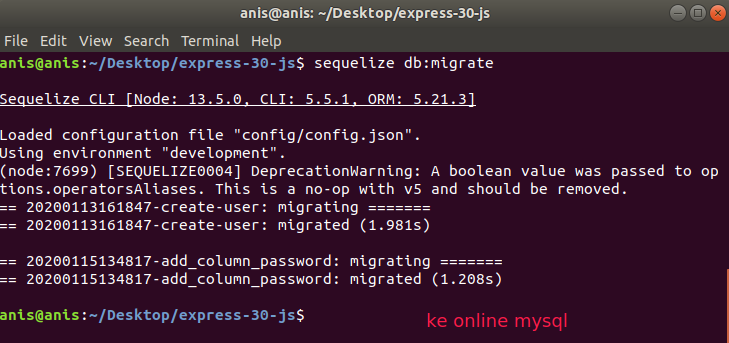 anis@anis: ~/Desktop/express-30-js
File Edit View Search Terminal Help
anis@anis:~/Desktop/express-30-js$ sequelize db:migrate
Sequelize CLI [Node: 13.5.0, CLI: 5.5.1, ORM: 5.21.3]
Loaded configuration file "config/config.json".
Using environment "development".
(node:7699) [SEQUELIZE0004] DeprecationWarning: A boolean value was passed to op
tions.operatorsAliases. This is a no-op with v5 and should be removed.
== 20200113161847-create-user: migrating =======
== 20200113161847-create-user: migrated (1.981s)
== 20200115134817-add_column_password: migrating =======
== 20200115134817-add_column_password: migrated (1.208s)
anis@anis:~/Desktop/express-30-js$
ke online mysql